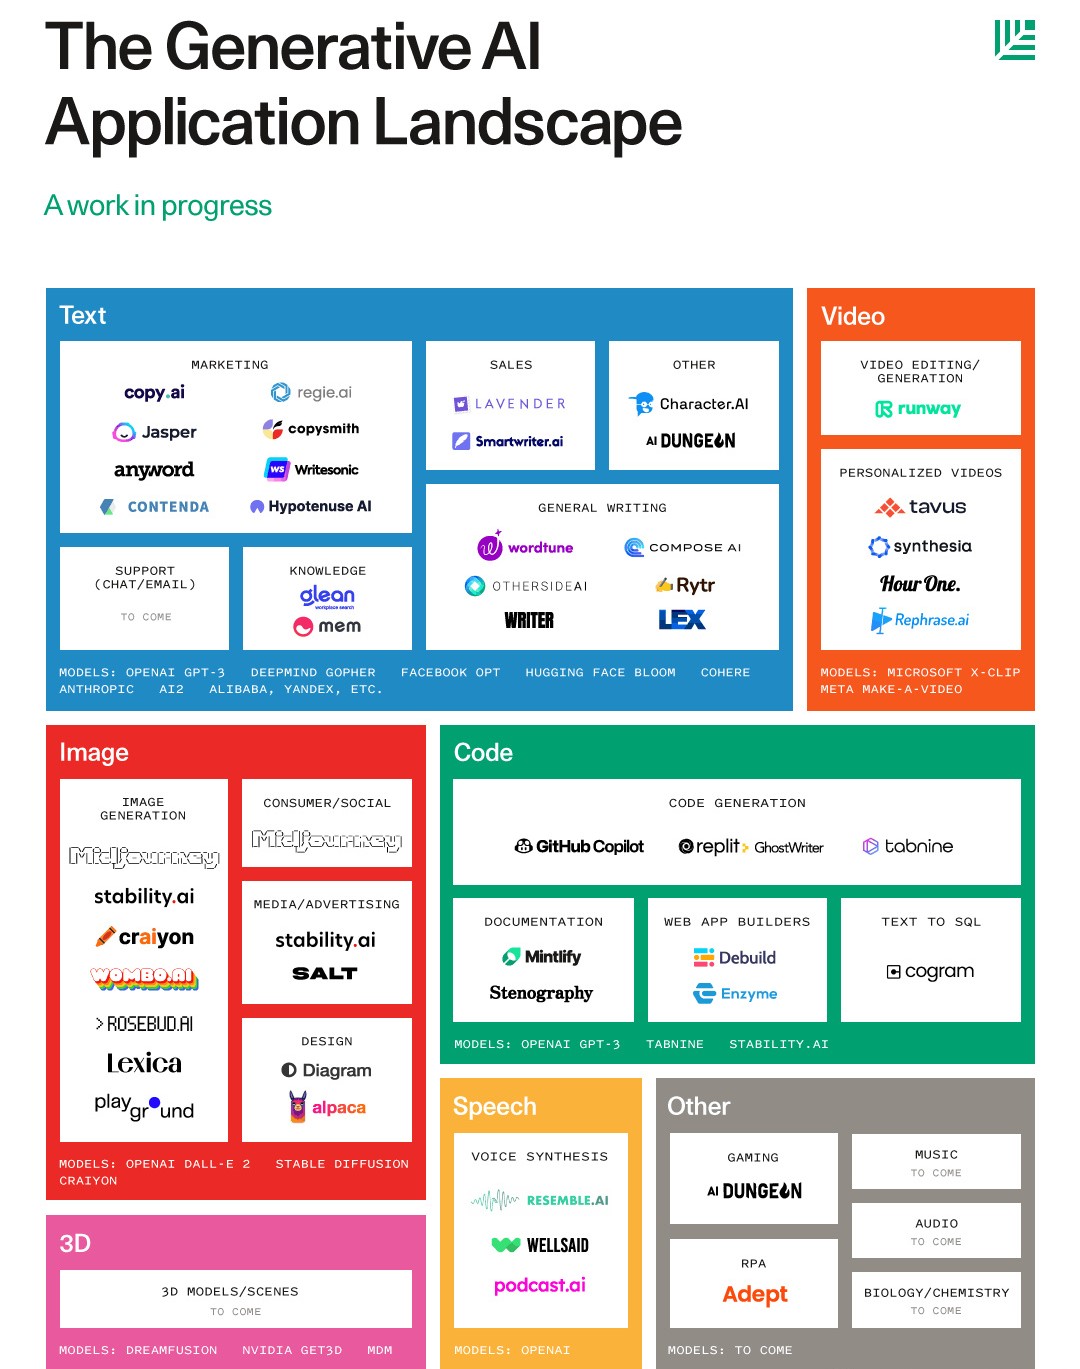 The Generative AI
Application Landscape
A work in progress
Text
MARKETING
copy.ai
regie.ai
Jasper
copysmith
anyword
WS Writesonic
CONTENDA
Hypotenuse AI
SALES
LAVENDER
Smartwriter.ai
OTHER
Character.AI
AI DUNGEON
SUPPORT
(CHAT/EMAIL)
TO COME
KNOWLEDGE
glean
workplace search
mem
GENERAL WRITING
W wordtune
COMPOSE AI
OTHERSIDEAI
Rytr
WRITER
LEX
MODELS: OPENAI GPT-3 DEEPMIND GOPHER FACEBOOK OPT HUGGING FACE BLOOM COHERE
ANTHROPIC AI2 ALIBABA, YANDEX, ETC.
Video
VIDEO EDITING/
GENERATION
runway
PERSONALIZED VIDEOS
tavus
synthesia
Hour One.
Rephrase.ai
MODELS: MICROSOFT X-CLIP
META MAKE-A-VIDEO
Image
IMAGE
GENERATION
Midjourney
stability.ai
craiyon
WOMBO.AI
>ROSEBUD.AI
Lexica
playground
CONSUMER/SOCIAL
Midjourney
MEDIA/ADVERTISING
stability.ai
SALT
DESIGN
Diagram
alpaca
MODELS: OPENAI DALL-E 2 STABLE DIFFUSION
CRAIYON
Code
CODE GENERATION
GitHub Copilot
replit GhostWriter
tabnine
DOCUMENTATION
Mintlify
Stenography
WEB APP BUILDERS
Debuild
Enzyme
TEXT TO SQL
cogram
MODELS: OPENAI GPT-3 TABNINE STABILITY.AI
3D
3D MODELS/SCENES
TO COME
MODELS: DREAMFUSION NVIDIA GET3D MDM
Speech
VOICE SYNTHESIS
RESEMBLE.AI
WELLSAID
podcast.ai
MODELS: OPENAI
Other
GAMING
AI DUNGEON
RPA
Adept
MUSIC
TO COME
AUDIO
TO COME
BIOLOGY/CHEMISTRY
TO COME
MODELS: TO COME